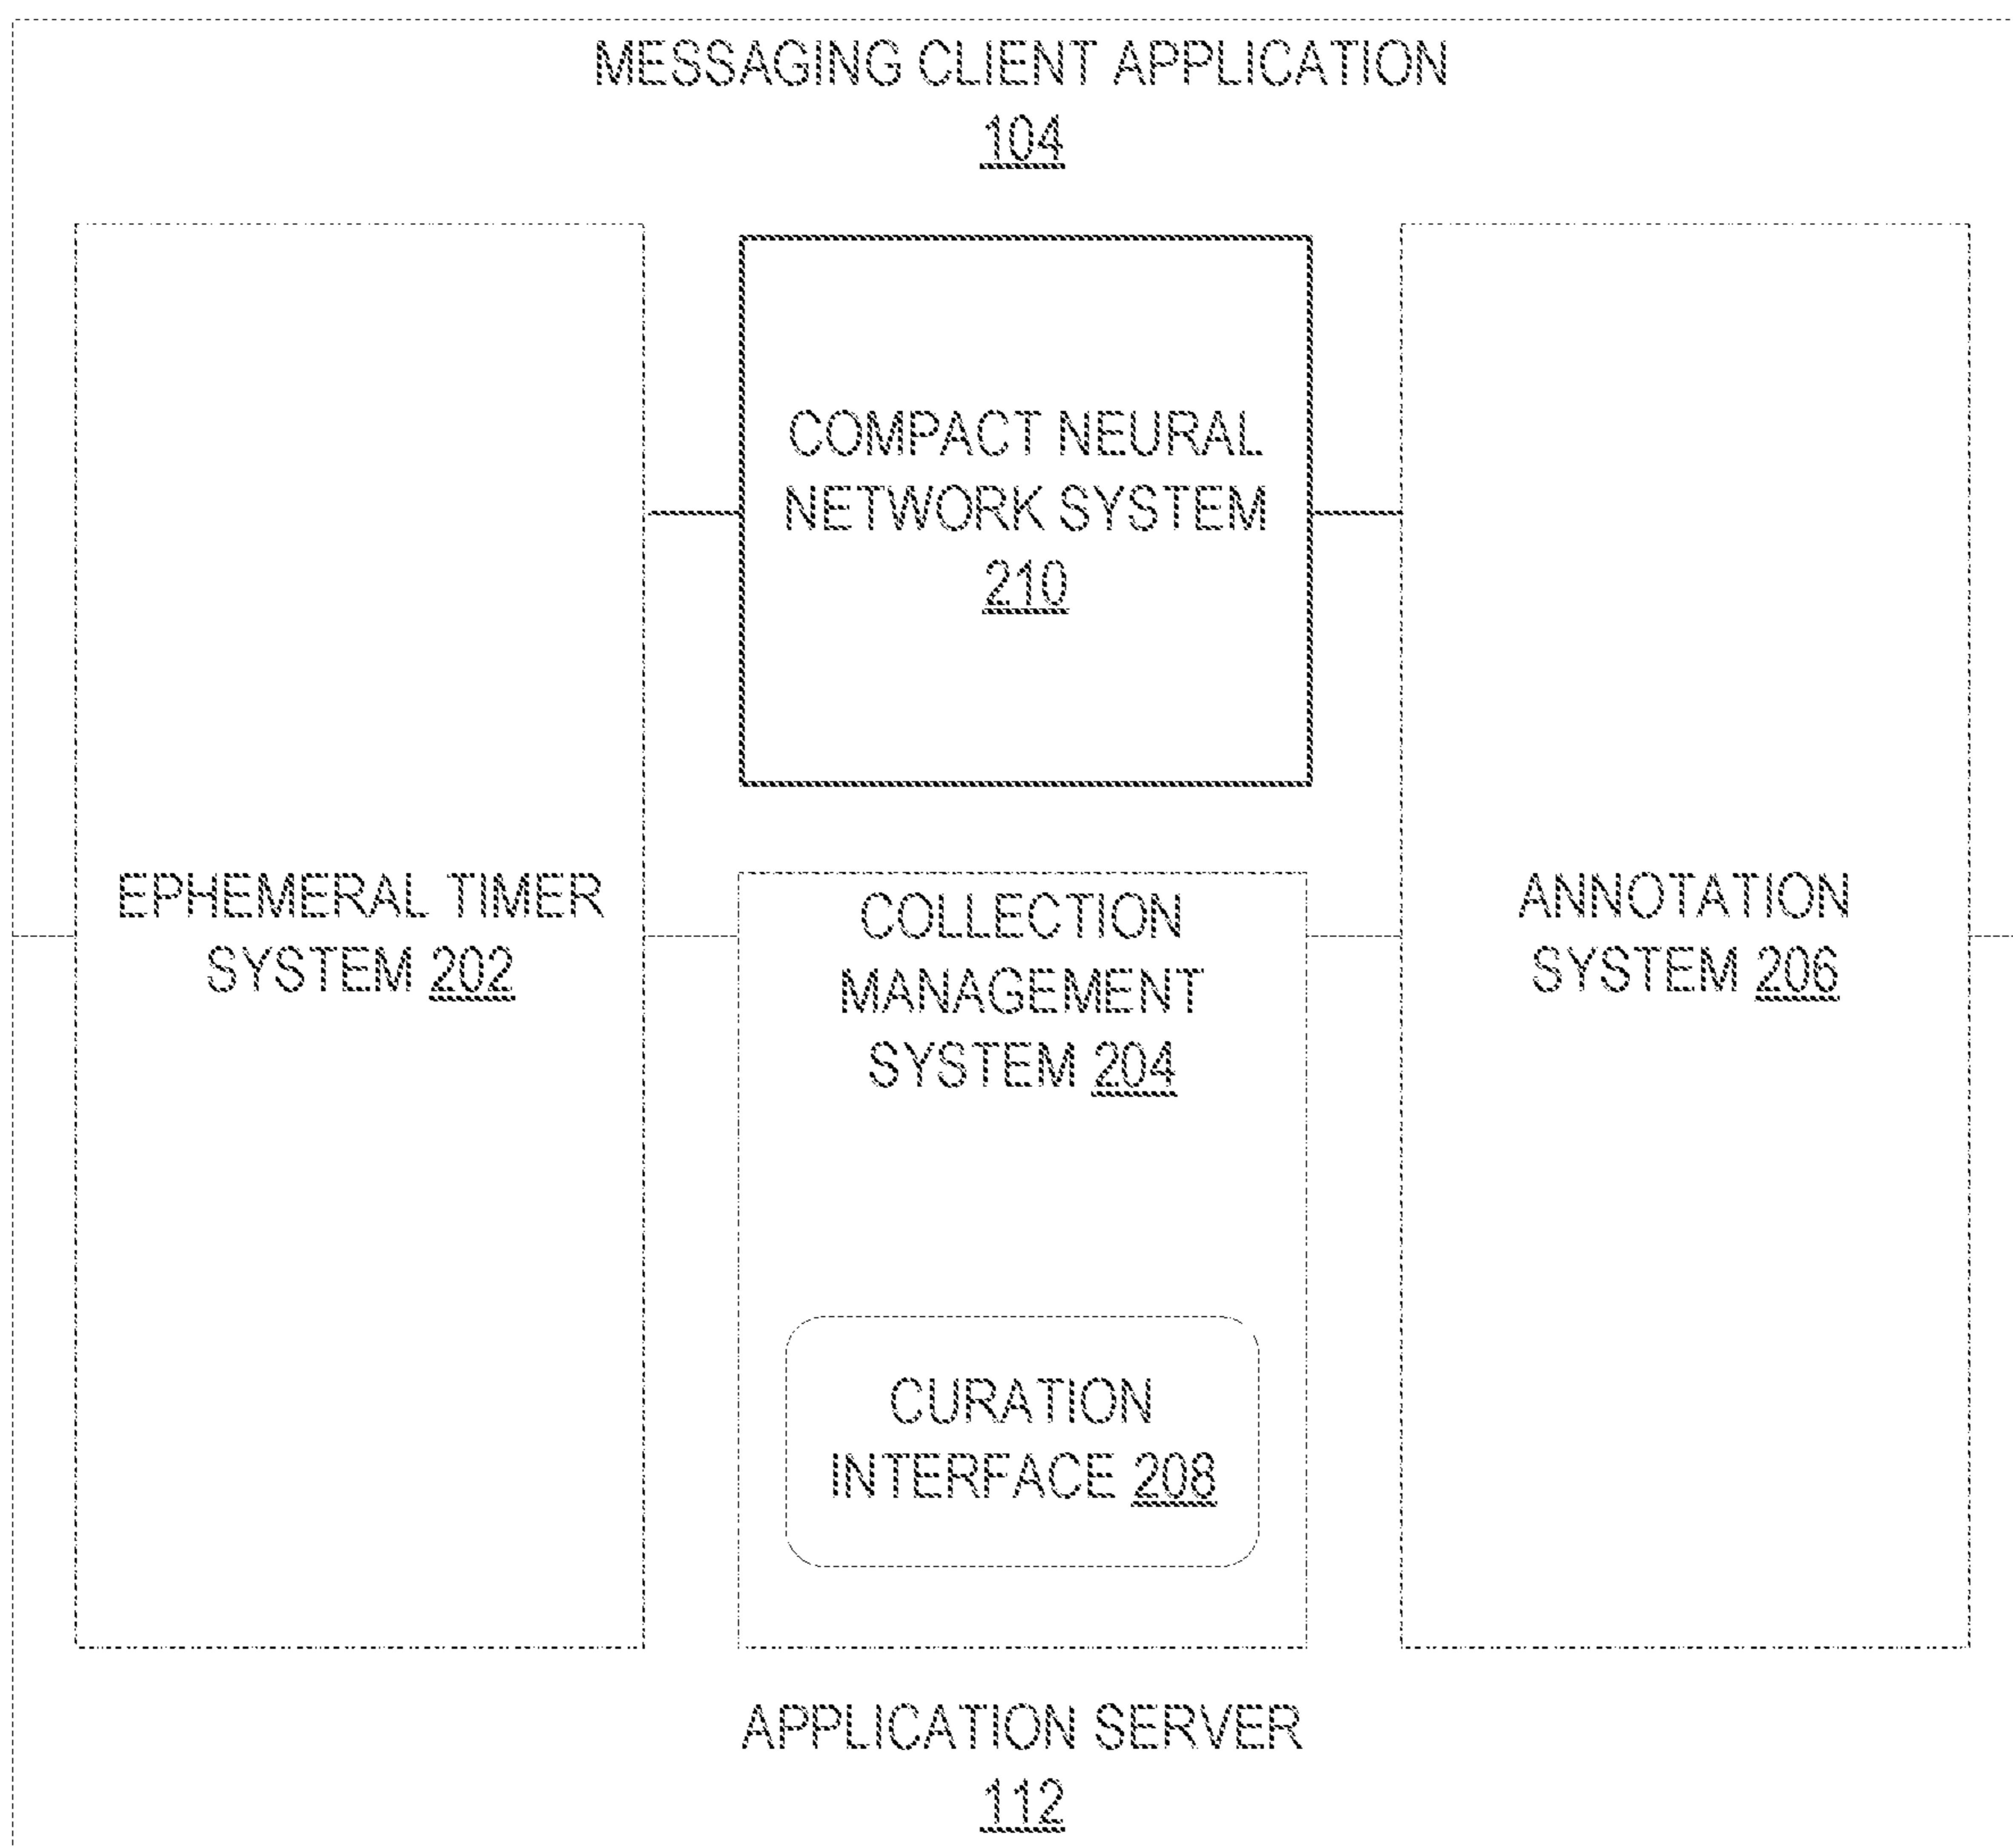 MESSAGING CLIENT APPLICATION
104
COMPACT NEURAL
NETWORK SYSTEM
210
EPHEMERAL TIMER
SYSTEM 202
COLLECTION
MANAGEMENT
SYSTEM 204
ANNOTATION
SYSTEM 206
CURATION
INTERFACE 208
APPLICATION SERVER
112